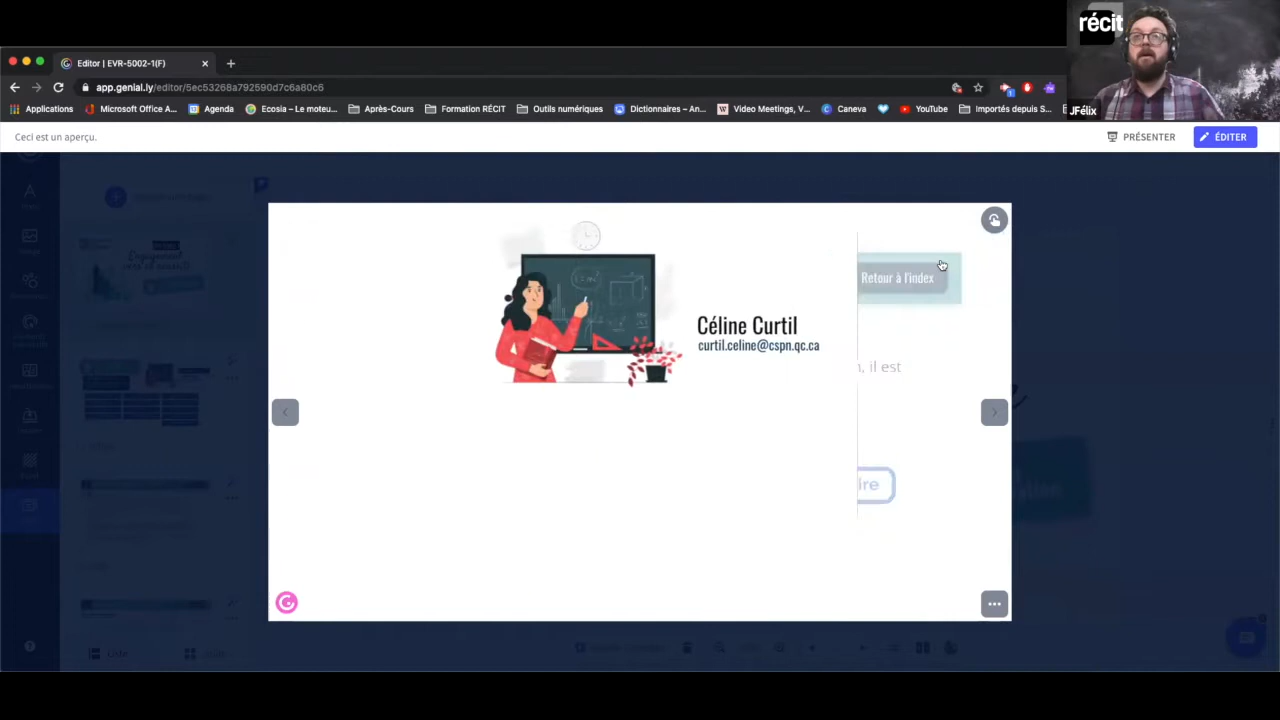 récit
Editor | EVR-5002-1(F)
app.genial.ly/editor/5ec53268a792590d7c6a80c6
JFélix
Applications
Microsoft Office A...
Agenda
Ecosia – Le moteu...
Après-Cours
Formation RÉCIT
Outils numériques
Dictionnaires – An...
Video Meetings, V...
Caneva
YouTube
Importés depuis S...
Ceci est un aperçu.
PRÉSENTER
ÉDITER
Retour à l'index
Céline Curtil
curtil.celine@cspn.qc.ca
n, il est
ire
Liste